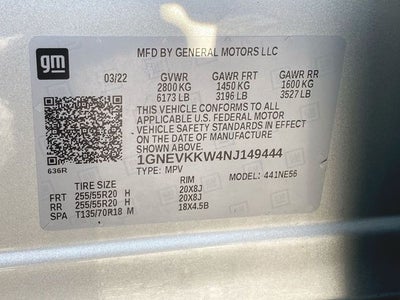 gm
MFD BY GENERAL MOTORS LLC
03/22 GVWR GAWR FRT GAWR RR
2800 KG 1450 KG 1600 KG
6173 LB 3196 LB 3527 LB
THIS VEHICLE CONFORMS TO ALL
APPLICABLE U.S. FEDERAL MOTOR
VEHICLE SAFETY STANDARDS IN EFFECT
ON THE DATE OF MANUFACTURE
SHOWN ABOVE.
1GNEVKKW4NJ149444
636R
TYPE: MPV 441NE56
TIRE SIZE RIM
FRT 255/55R20 H 20X8J
RR 255/55R20 H 20X8J
SPA T135/70R18 M 18X4.5B